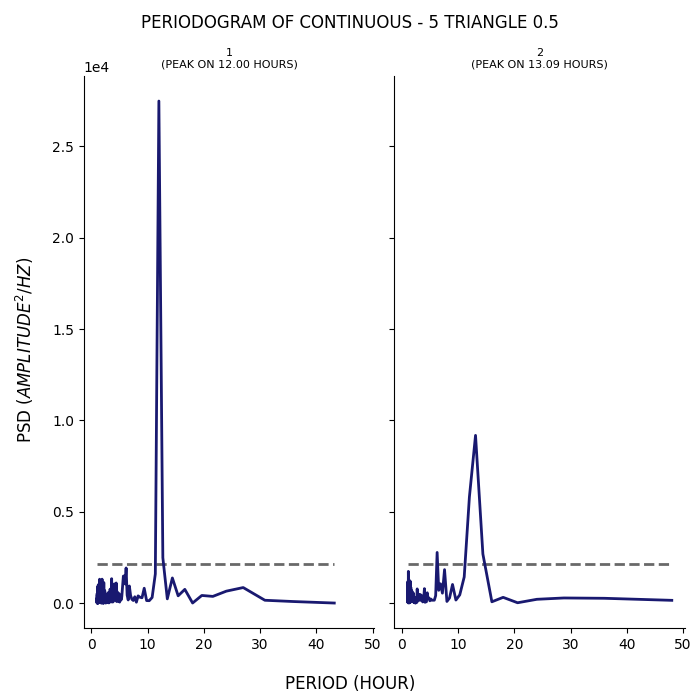 PERIODOGRAM OF CONTINUOUS - 5 TRIANGLE 0.5
1
(PEAK ON 12.00 HOURS)
2
(PEAK ON 13.09 HOURS)
1e4
2.5
2.0
1.5
1.0
0.5
0.0
PSD (AMPLITUDE²/HZ)
0 10 20 30 40 50
0 10 20 30 40 50
PERIOD (HOUR)